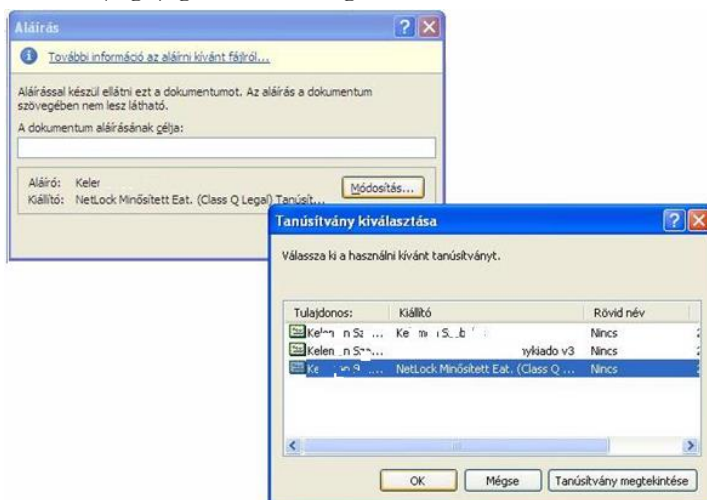 Aláírás
További információ az aláírni kívánt fájlról...
Aláírással készül ellátni ezt a dokumentumot. Az aláírás a dokumentum
szövegében nem lesz látható.
A dokumentum aláírásának célja:
Aláíró: Keler
Kiállító: NetLock Minősített Eat. (Class Q Legal) Tanúsít...
Módosítás...
Tanúsítvány kiválasztása
Válassza ki a használni kívánt tanúsítványt.
Tulajdonos: Kiállító Rövid név
Nincs
nykiado v3 Nincs
NetLock Minősített Eat. (Class Q ... Nincs
OK Mégse Tanúsítvány megtekintése